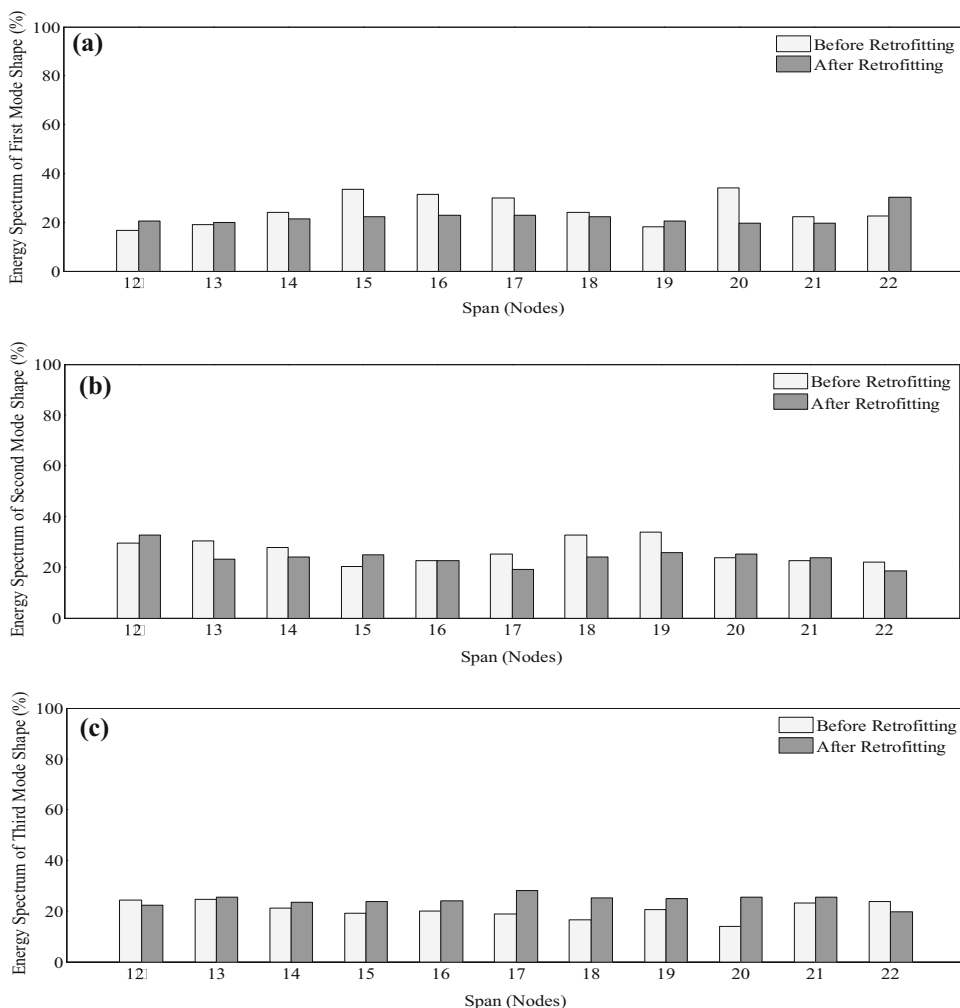 (a)
Energy Spectrum of First Mode Shape (%)
100
80
60
40
20
0
Before Retrofitting
After Retrofitting
12 13 14 15 16 17 18 19 20 21 22
Span (Nodes)
(b)
Energy Spectrum of Second Mode Shape (%)
100
80
60
40
20
0
Before Retrofitting
After Retrofitting
12 13 14 15 16 17 18 19 20 21 22
Span (Nodes)
(c)
Energy Spectrum of Third Mode Shape (%)
100
80
60
40
20
0
Before Retrofitting
After Retrofitting
12 13 14 15 16 17 18 19 20 21 22
Span (Nodes)